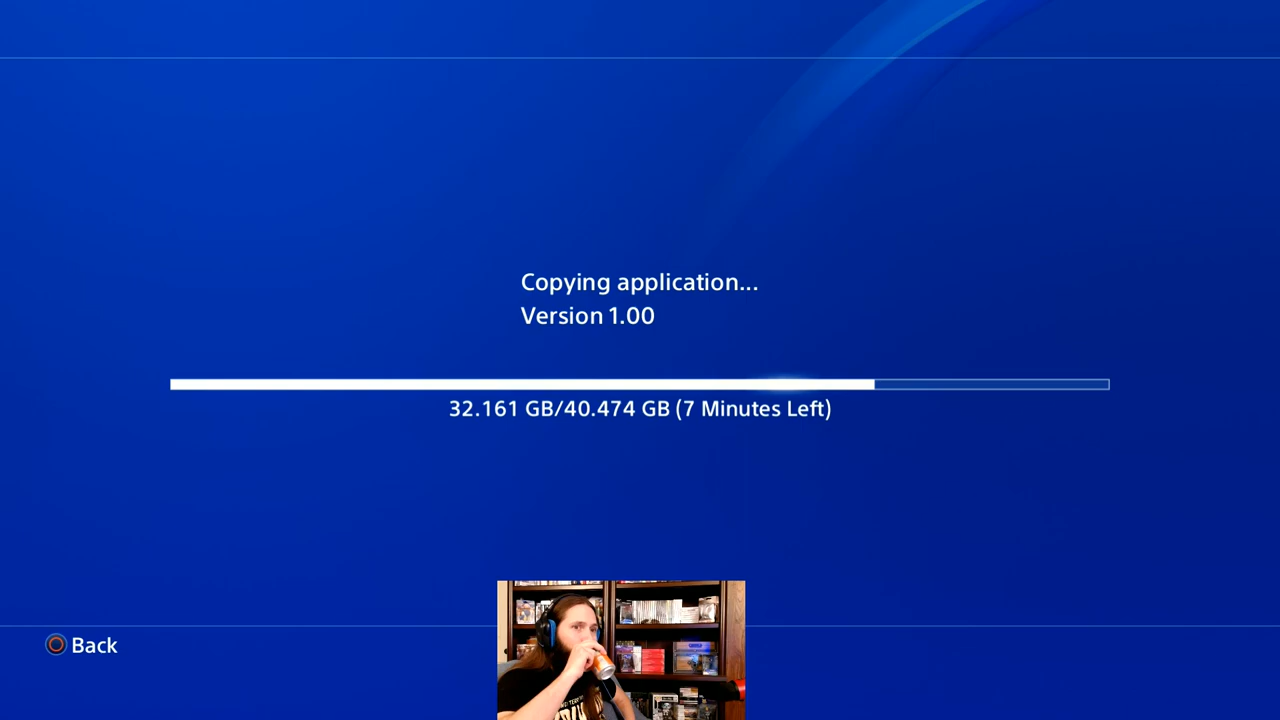 Copying application...
Version 1.00
32.161 GB/40.474 GB (7 Minutes Left)
Back